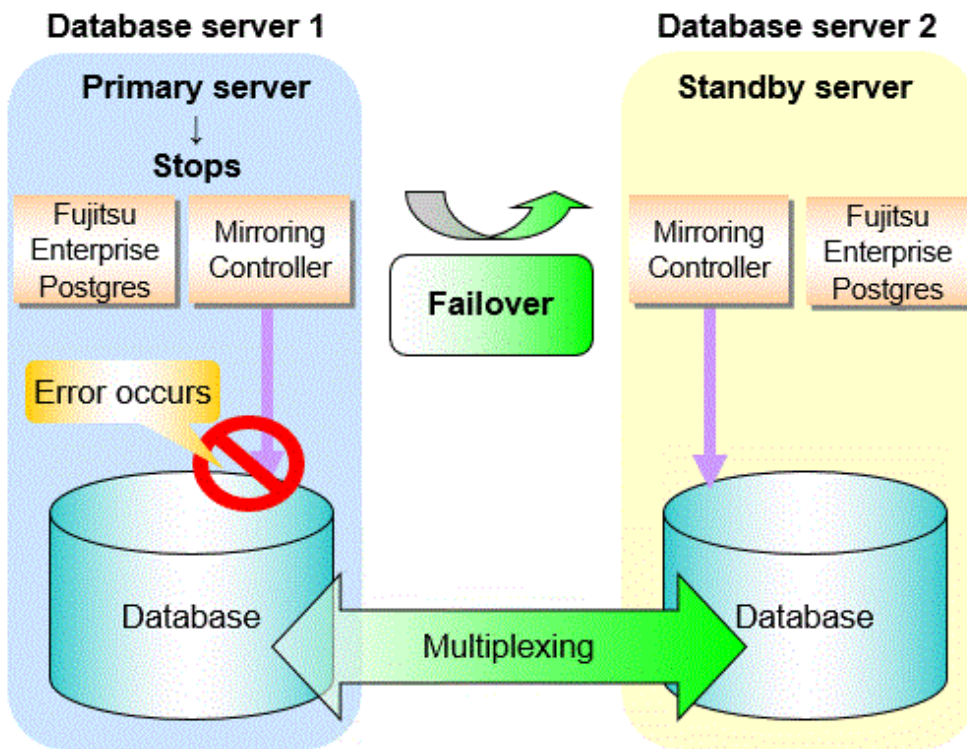 Database server 1
Database server 2
Primary server
↓
Stops
Standby server
Fujitsu
Enterprise
Postgres
Mirroring
Controller
Failover
Mirroring
Controller
Fujitsu
Enterprise
Postgres
Error occurs
Database
Multiplexing
Database